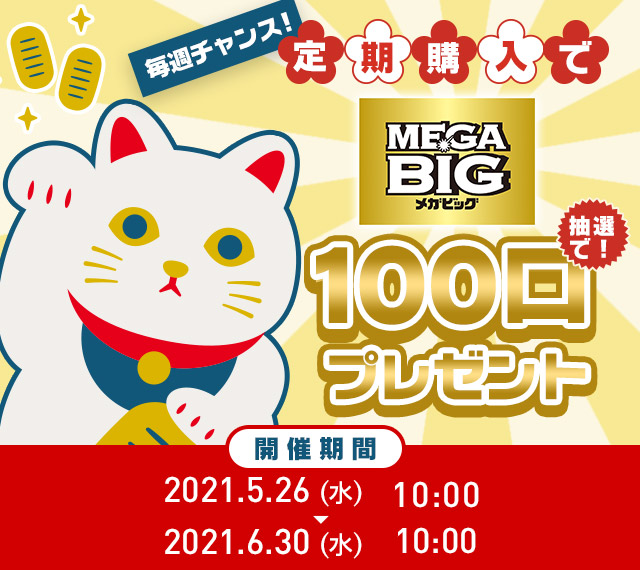 毎週チャンス!
定期購入で
MEGA
BIG
メガビッグ
抽選
で!
100口
プレゼント
開催期間
2021.5.26 (水) 10:00
2021.6.30 (水) 10:00